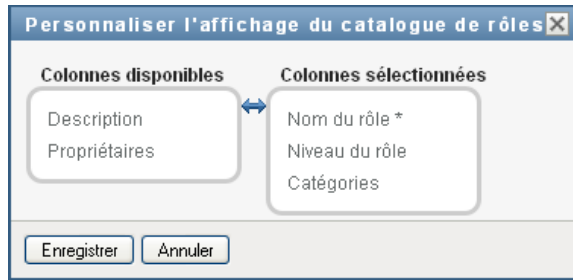 Personnaliser l'affichage du catalogue de rôles
Colonnes disponibles
Description
Propriétaires
Colonnes sélectionnées
Nom du rôle *
Niveau du rôle
Catégories
Enregistrer
Annuler